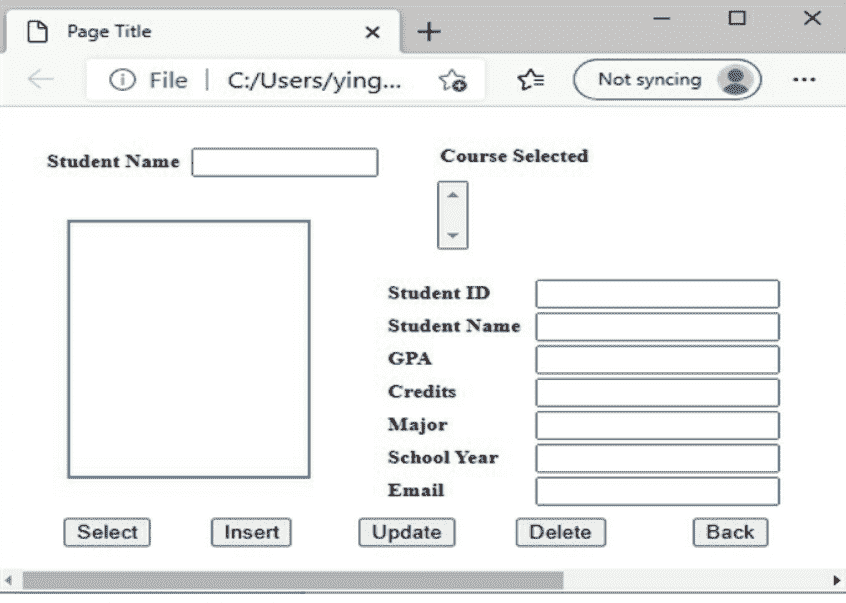 Page Title
File | C:/Users/ying...
Not syncing
Student Name
Course Selected
Student ID
Student Name
GPA
Credits
Major
School Year
Email
Select Insert Update Delete Back